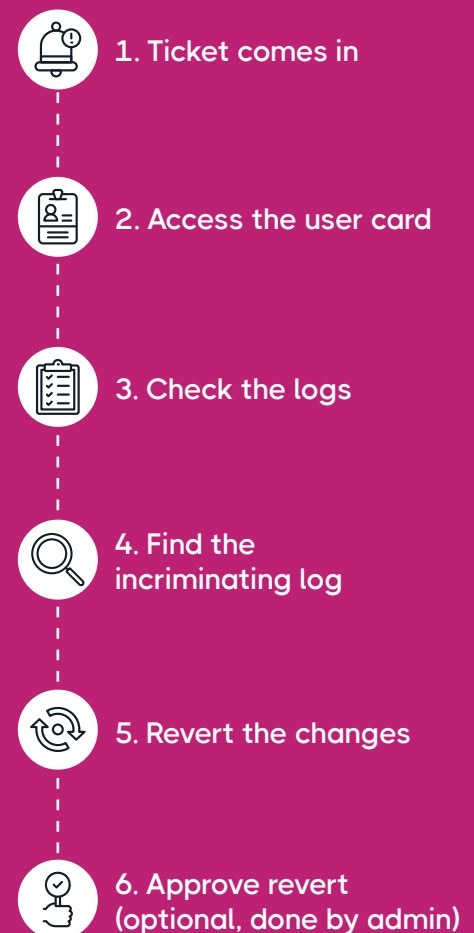 1. Ticket comes in
2. Access the user card
3. Check the logs
4. Find the
incriminating log
5. Revert the changes
6. Approve revert
(optional, done by admin)